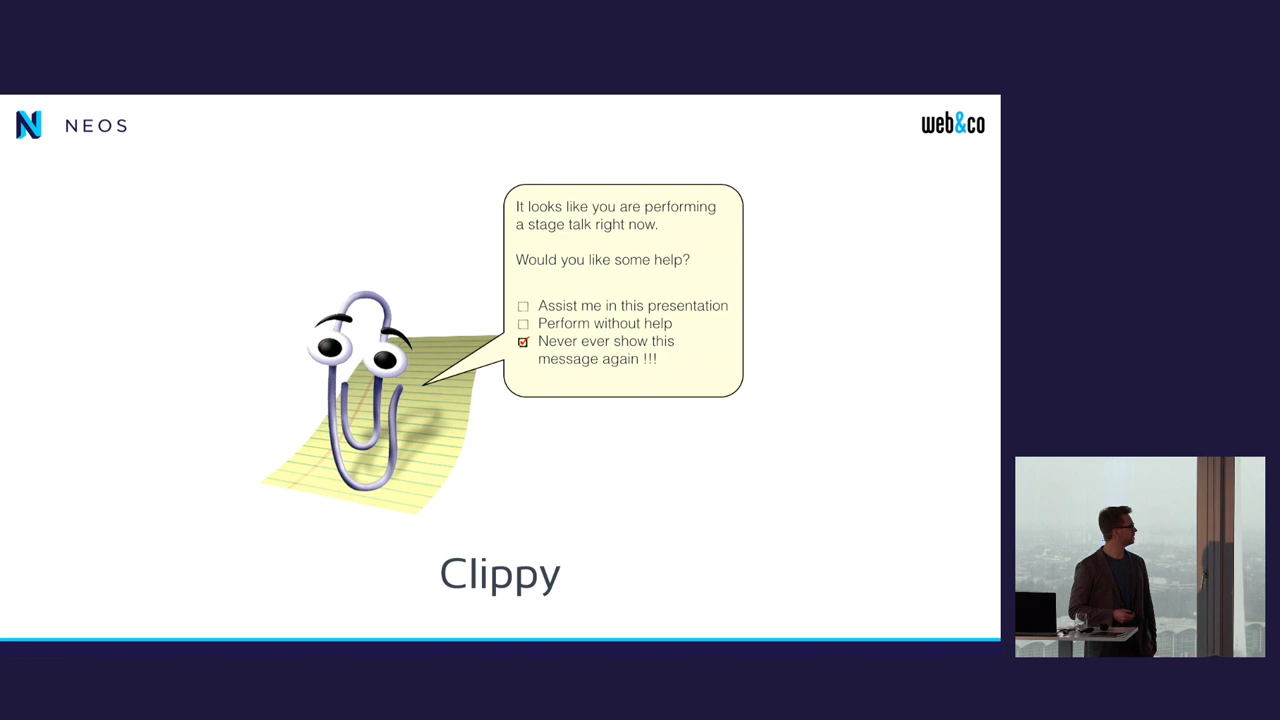 NEOS
web&co
It looks like you are performing
a stage talk right now.
Would you like some help?
Assist me in this presentation
Perform without help
Never ever show this
message again !!!
Clippy